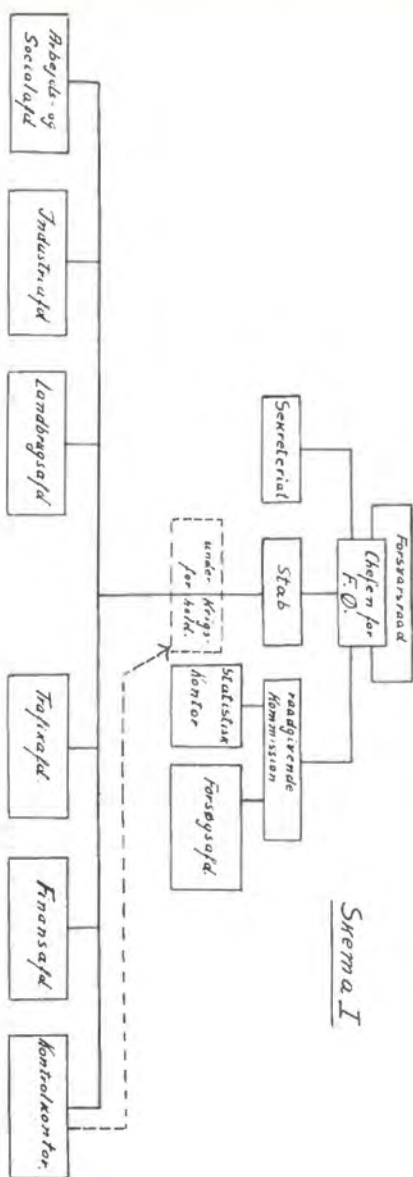 Skema I
Forsvarsraad
Chefen for
F. Ø.
Sekreteriat
Stab
raadgivende
Kommission
Statistisk
Kontor
Forsøgsafd.
under Krigs-
forhold.
Arbejds- og
Socialafd
Industriafd
Landbrugsafd
Trafikafd.
Finansafd
Kontrolkontor.